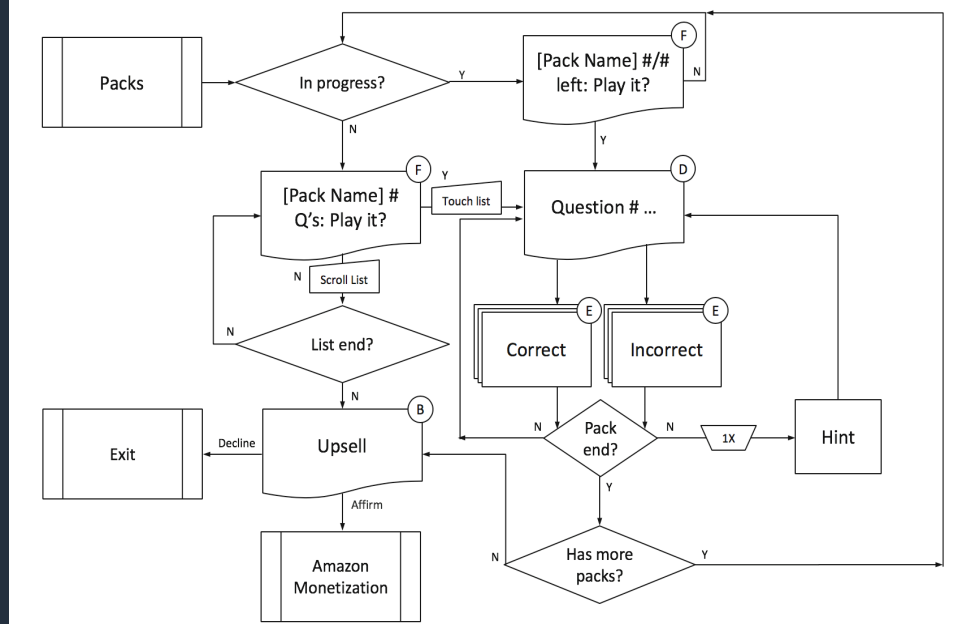 F
[Pack Name] #/#
left: Play it?
N
Packs
In progress?
Y
N
Y
F
Y
D
[Pack Name] #
Q's: Play it?
Touch list
Question # ...
N
Scroll List
E
E
N
List end?
Correct
Incorrect
N
B
N
Pack
end?
N
1X
Hint
Exit
Decline
Upsell
Y
Affirm
N
Has more
packs?
Y
Amazon
Monetization